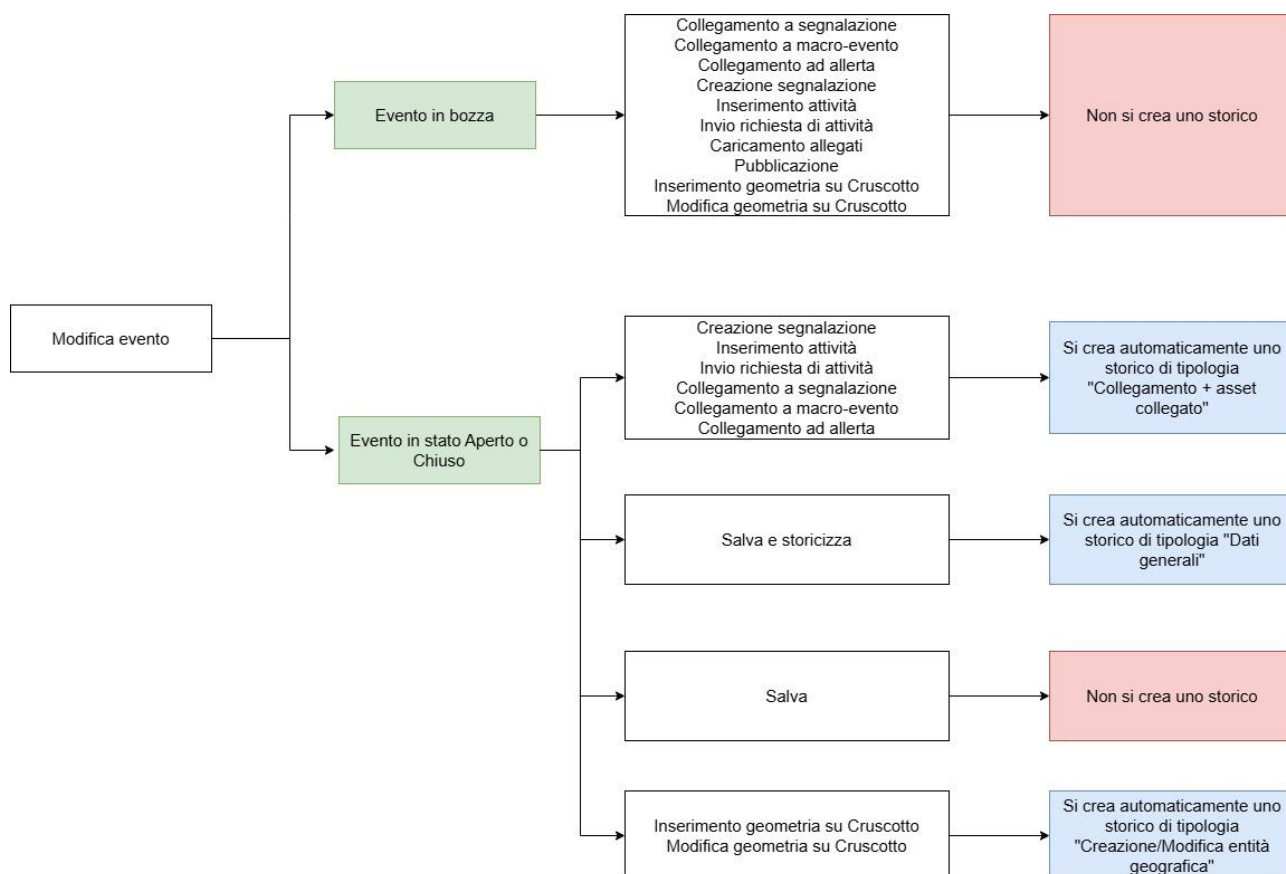 Modifica evento
Evento in bozza
Collegamento a segnalazione
Collegamento a macro-evento
Collegamento ad allerta
Creazione segnalazione
Inserimento attività
Invio richiesta di attività
Caricamento allegati
Pubblicazione
Inserimento geometria su Cruscotto
Modifica geometria su Cruscotto
Non si crea uno storico
Evento in stato Aperto o
Chiuso
Creazione segnalazione
Inserimento attività
Invio richiesta di attività
Collegamento a segnalazione
Collegamento a macro-evento
Collegamento ad allerta
Si crea automaticamente uno
storico di tipologia
"Collegamento + asset
collegato"
Salva e storicizza
Si crea automaticamente uno
storico di tipologia "Dati
generali"
Salva
Non si crea uno storico
Inserimento geometria su Cruscotto
Modifica geometria su Cruscotto
Si crea automaticamente uno
storico di tipologia
"Creazione/Modifica entità
geografica"